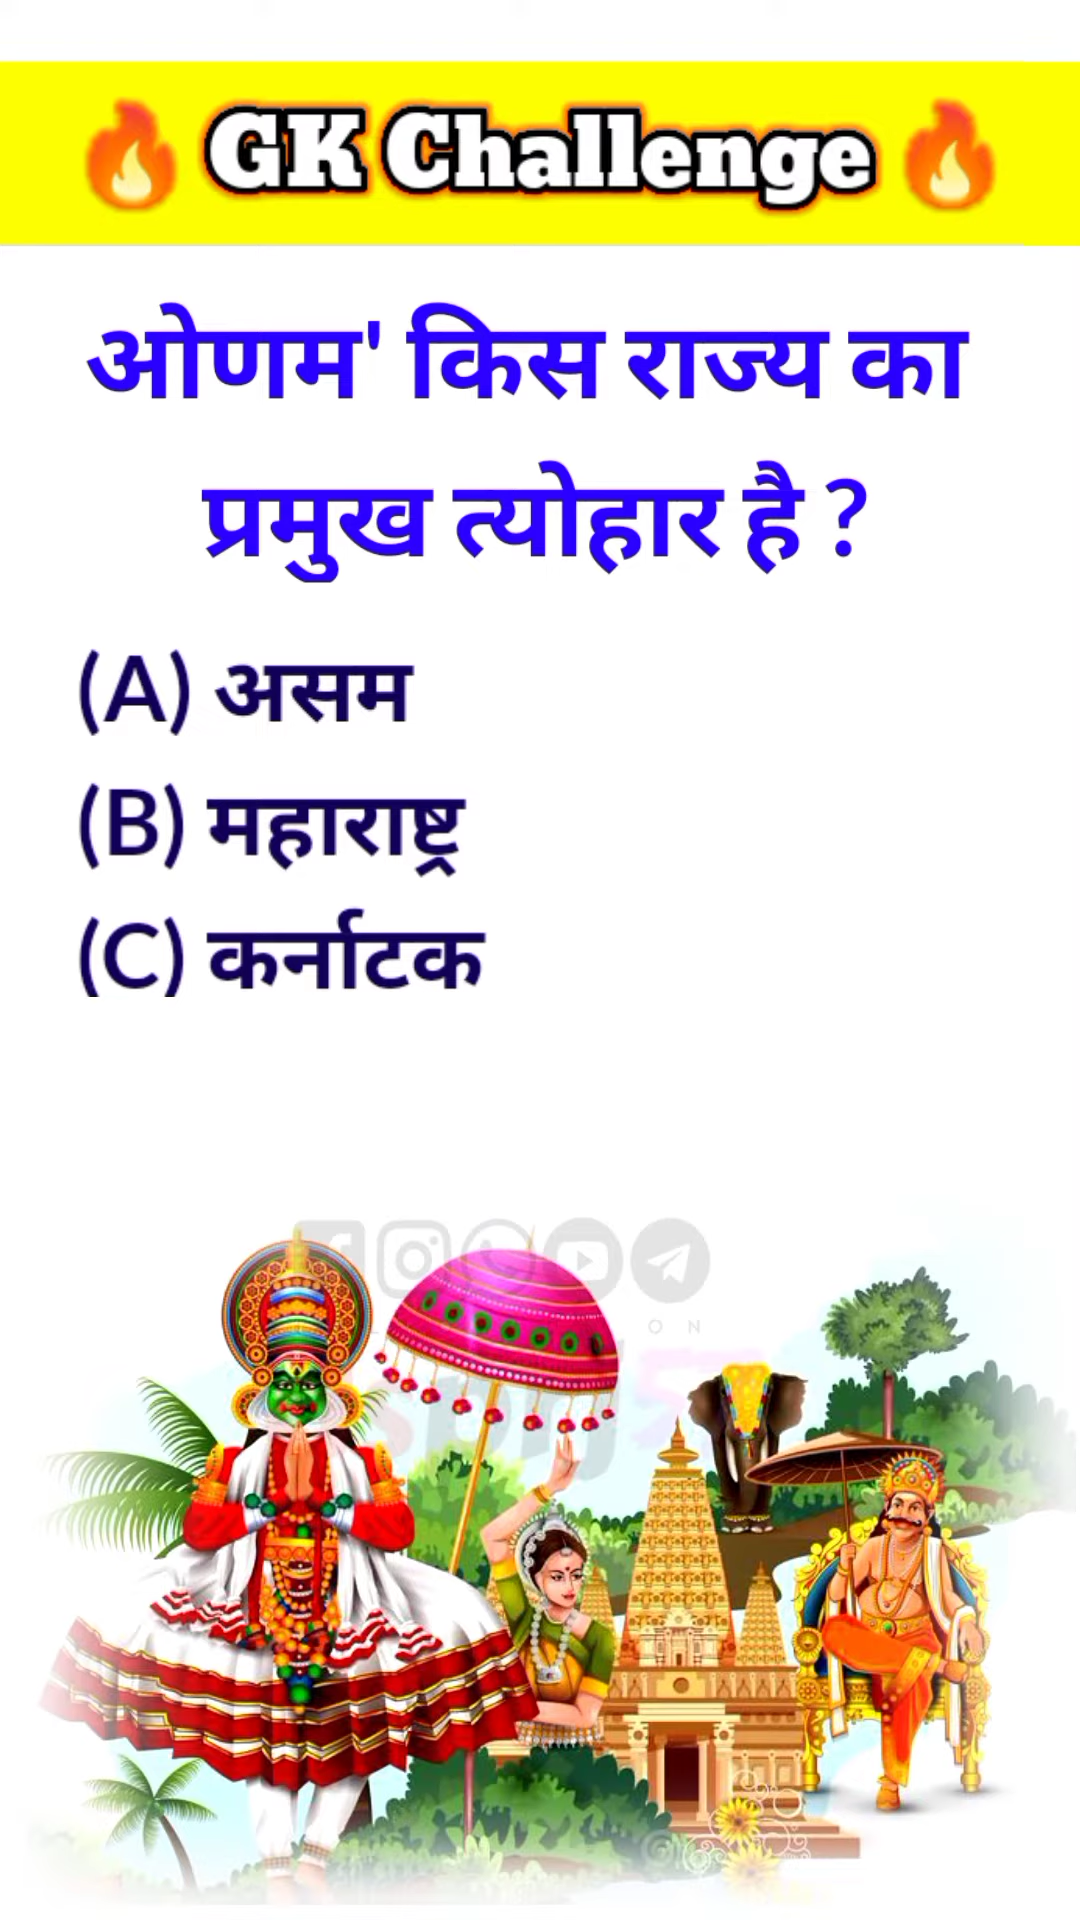 GK Challenge
ओणम' किस राज्य का
प्रमुख त्योहार है ?
(A) असम
(B) महाराष्ट्र
(C) कर्नाटक